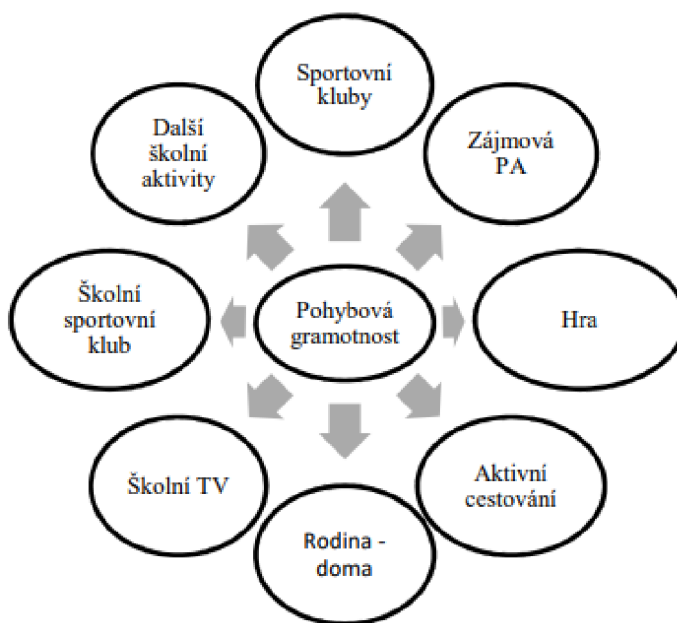 Sportovní
kluby
Další
školní
aktivity
Zájmová
PA
Školní
sportovní
klub
Pohybová
gramotnost
Hra
Školní TV
Aktivní
cestování
Rodina -
doma